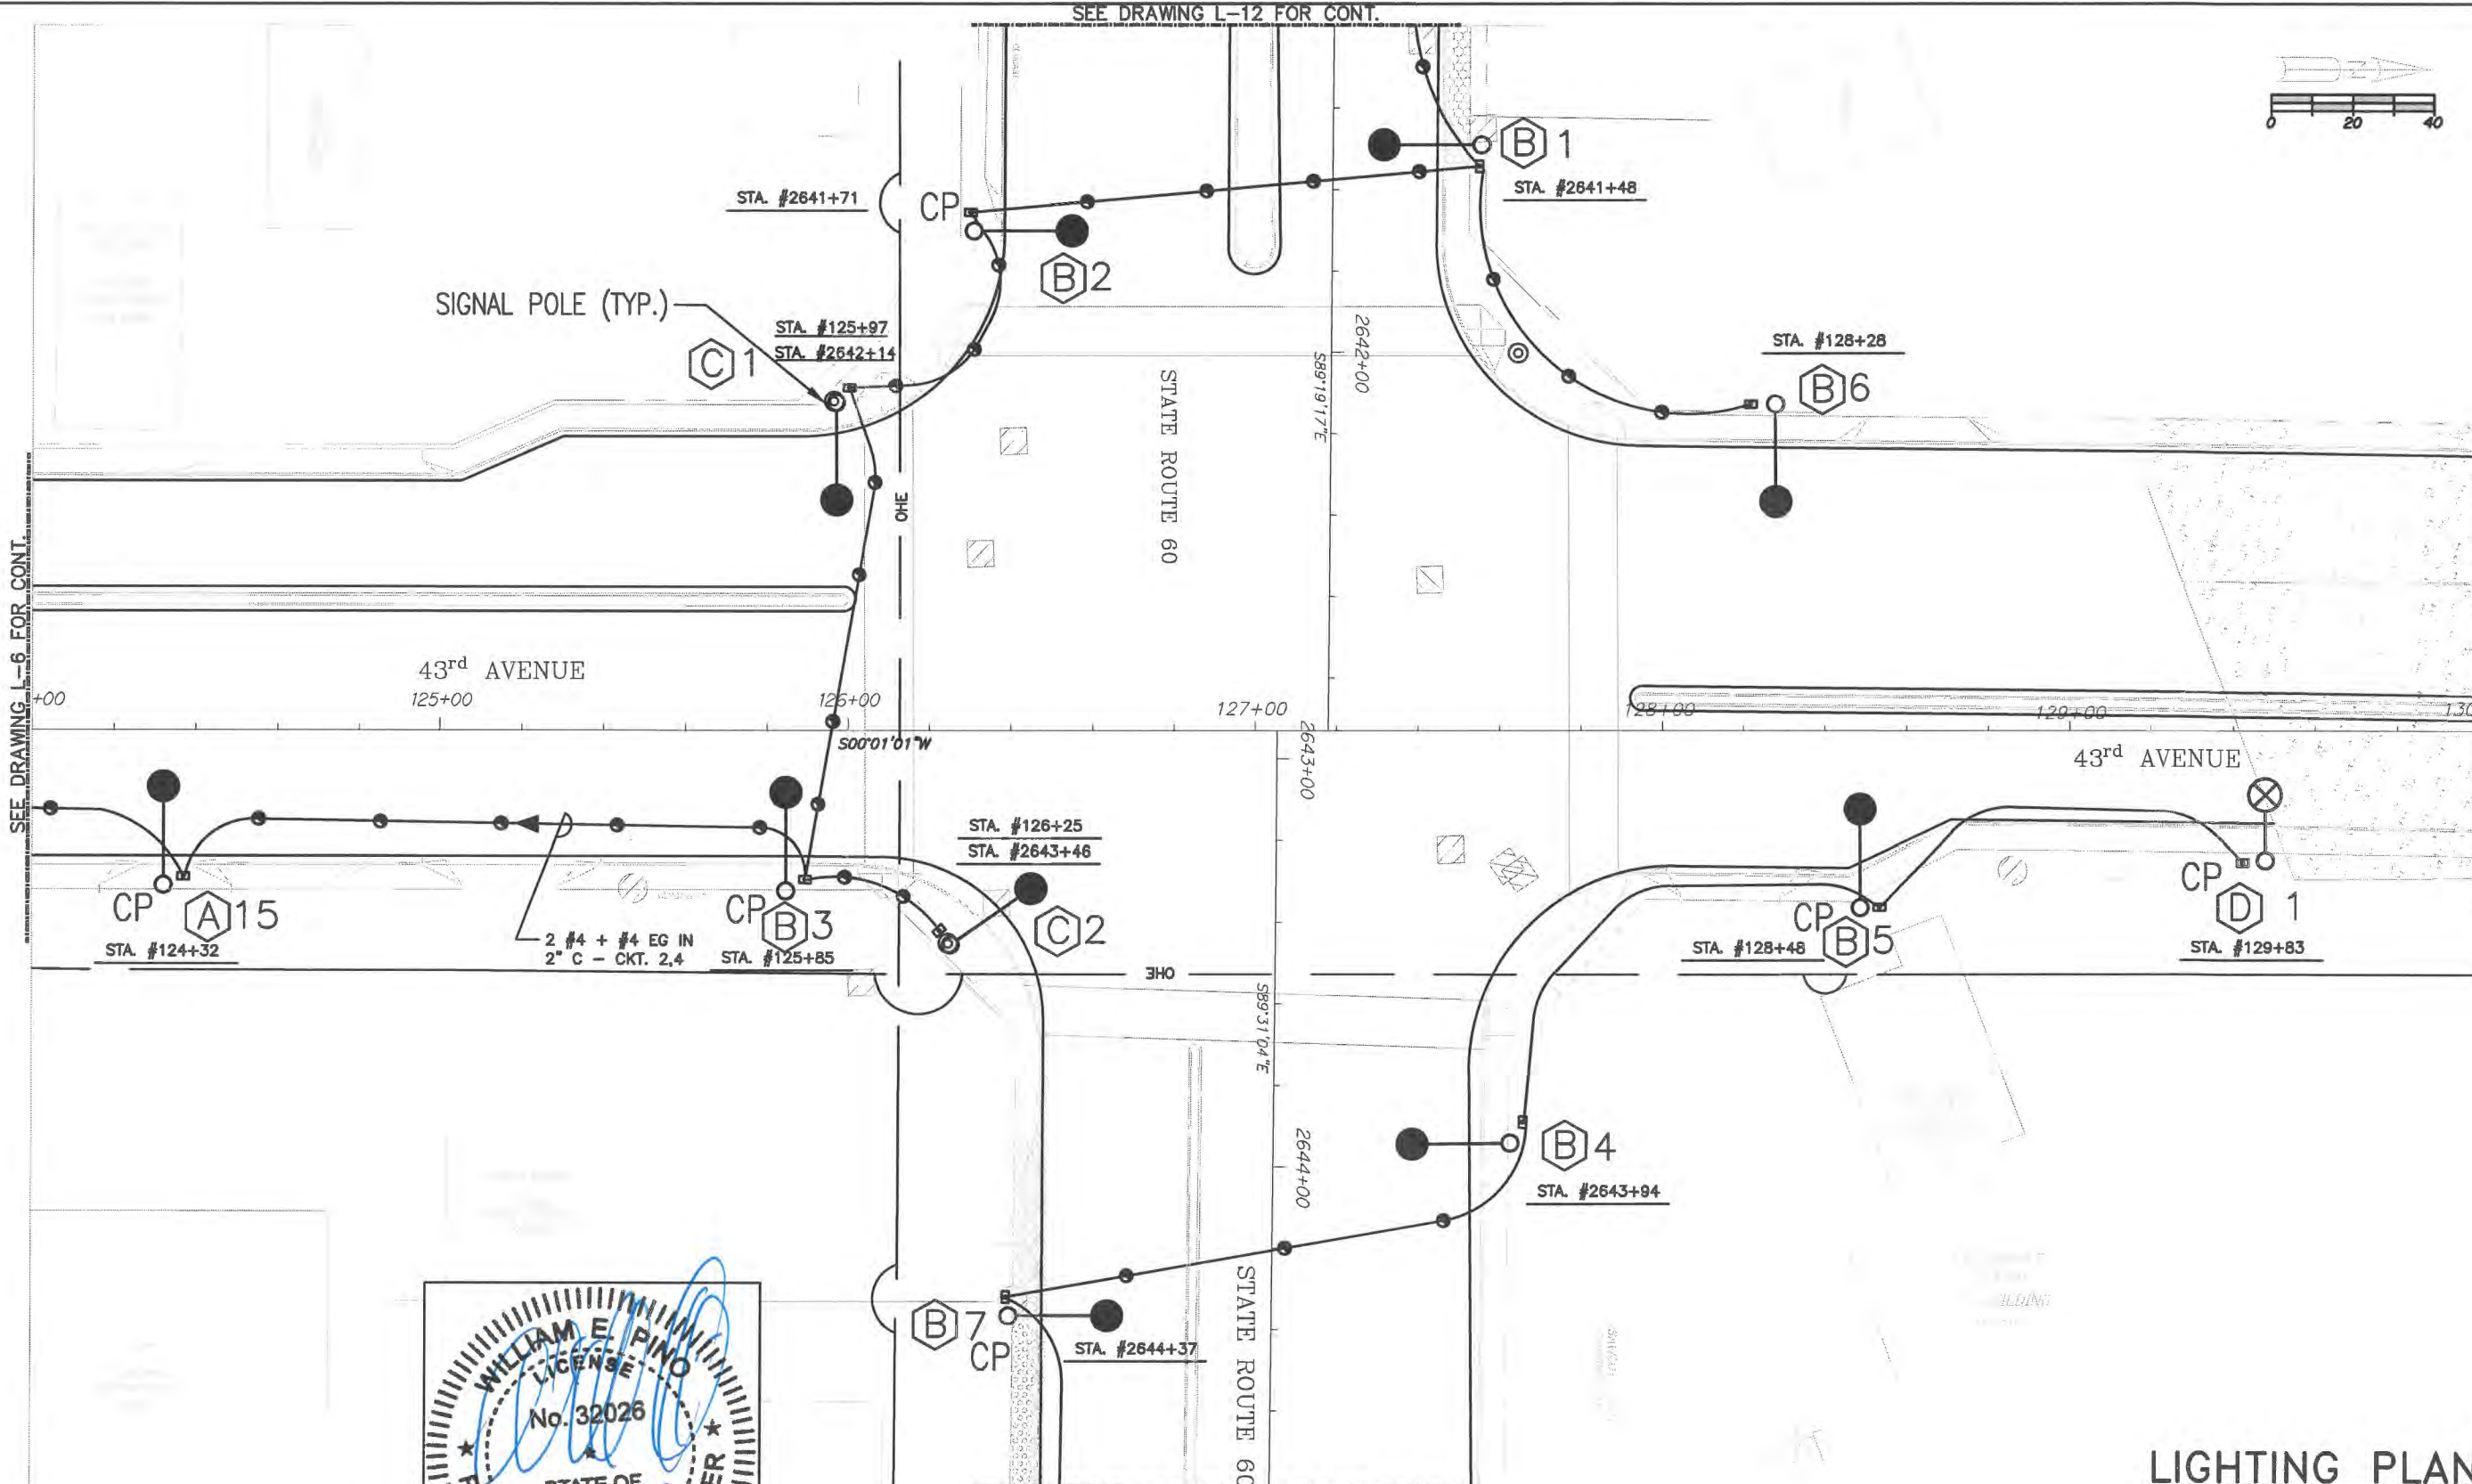 SEE DRAWING L-12 FOR CONT.
N
0 20 40
B 1
STA. #2641+48
STA. #2641+71
CP
B 2
SIGNAL POLE (TYP.)
STA. #125+97
STA. #2642+14
C 1
2642+00
S89°19'17"E
STATE ROUTE 60
STA. #128+28
B 6
OHE
SEE DRAWING L-6 FOR CONT.
43rd AVENUE
+00
125+00
126+00
127+00
128+00
129+00
130
S00°01'01"W
2643+00
43rd AVENUE
CP
A 15
STA. #124+32
2 #4 + #4 EG IN
2" C - CKT. 2,4
CP
B 3
STA. #125+85
STA. #126+25
STA. #2643+46
C 2
CP
B 5
STA. #128+48
CP
D 1
STA. #129+83
OHE
S89°31'04"E
2644+00
B 4
STA. #2643+94
B 7
CP
STA. #2644+37
STATE ROUTE 60
WILLIAM E. PINO
LICENSE
No. 32026
STATE OF
LIGHTING PLAN